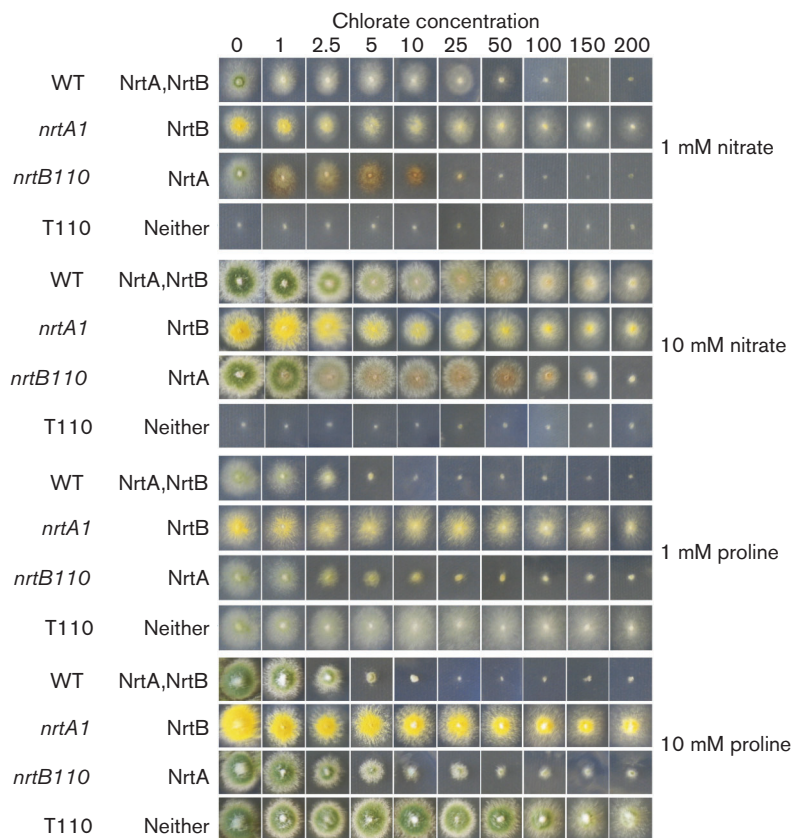 Chlorate concentration
0 1 2.5 5 10 25 50 100 150 200
WT NrtA,NrtB
nrtA1 NrtB
nrtB110 NrtA
T110 Neither
1 mM nitrate
WT NrtA,NrtB
nrtA1 NrtB
nrtB110 NrtA
T110 Neither
10 mM nitrate
WT NrtA,NrtB
nrtA1 NrtB
nrtB110 NrtA
T110 Neither
1 mM proline
WT NrtA,NrtB
nrtA1 NrtB
nrtB110 NrtA
T110 Neither
10 mM proline